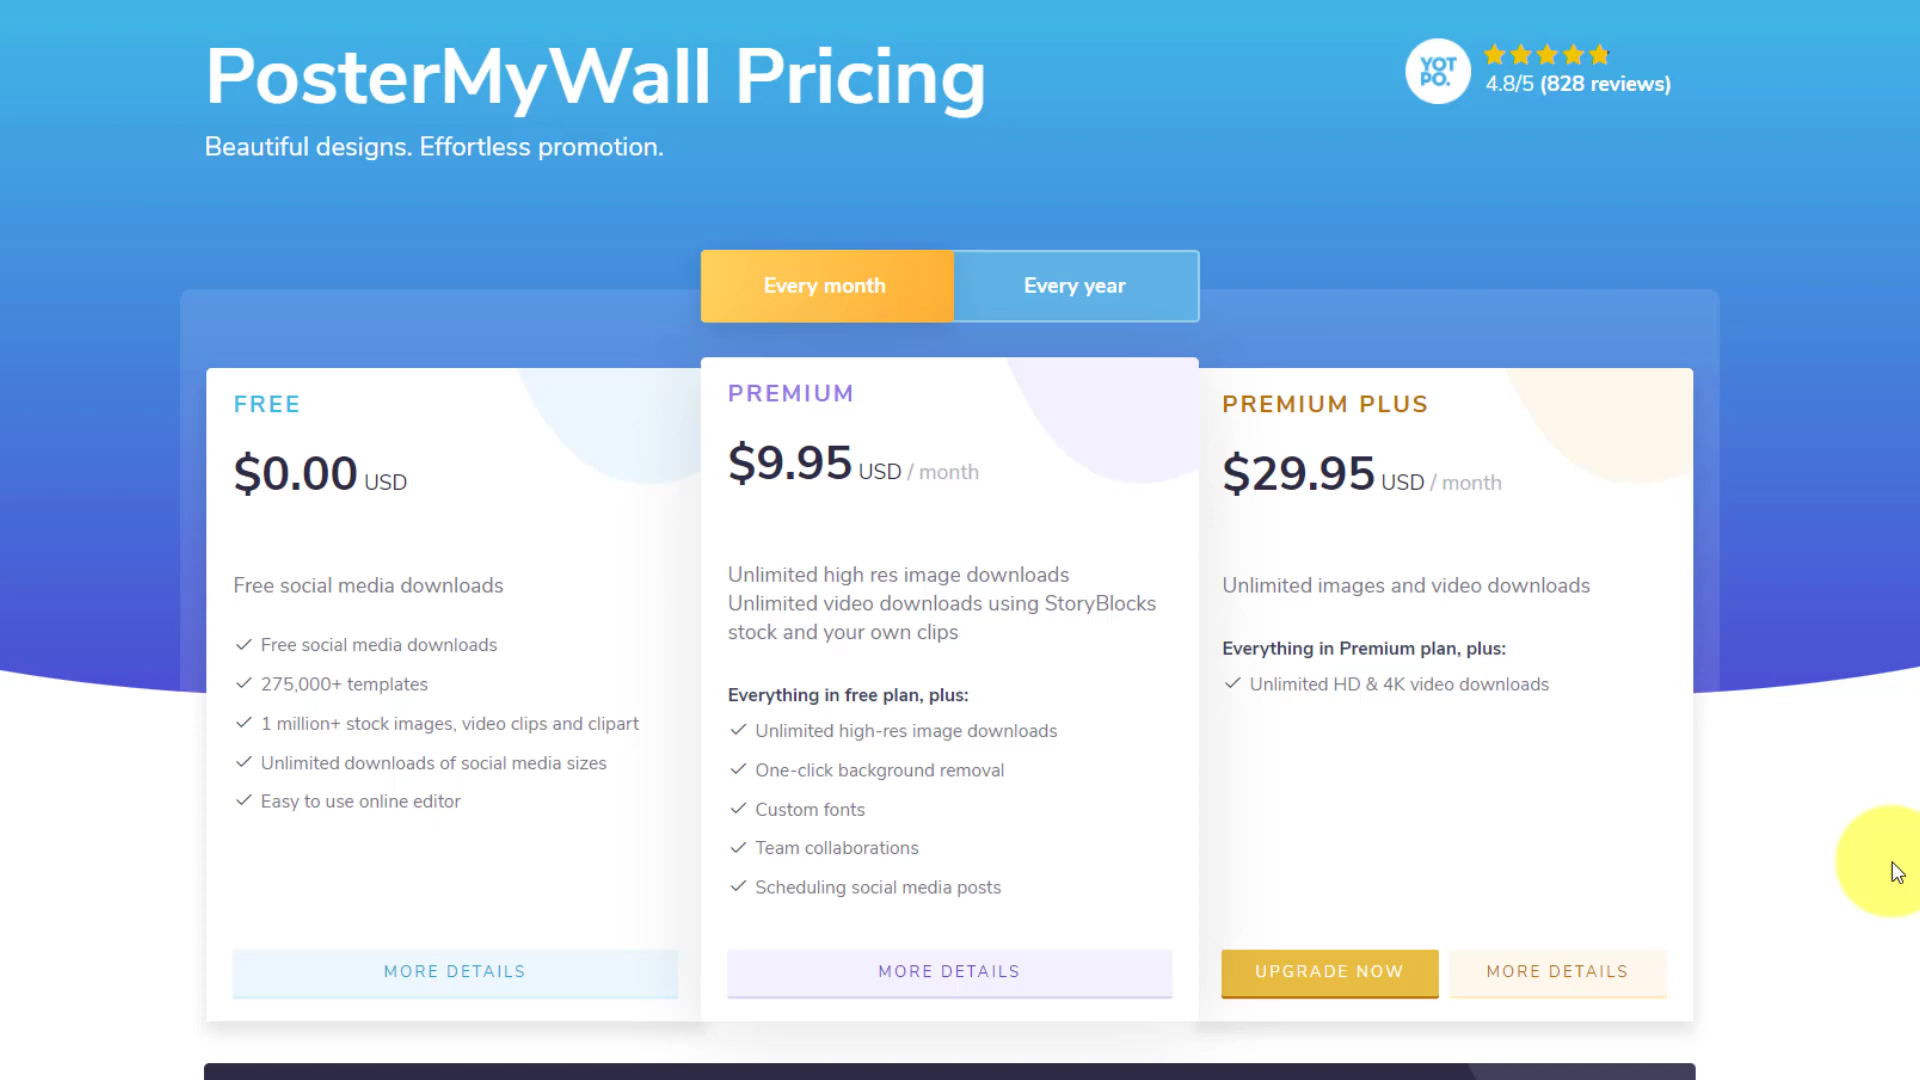 PosterMyWall Pricing
Beautiful designs. Effortless promotion.
YOT
PO.
4.8/5 (828 reviews)
Every month
Every year
FREE
$0.00 USD
Free social media downloads
✓ Free social media downloads
✓ 275,000+ templates
✓ 1 million+ stock images, video clips and clipart
✓ Unlimited downloads of social media sizes
✓ Easy to use online editor
MORE DETAILS
PREMIUM
$9.95 USD / month
Unlimited high res image downloads
Unlimited video downloads using StoryBlocks
stock and your own clips
Everything in free plan, plus:
✓ Unlimited high-res image downloads
✓ One-click background removal
✓ Custom fonts
✓ Team collaborations
✓ Scheduling social media posts
MORE DETAILS
PREMIUM PLUS
$29.95 USD / month
Unlimited images and video downloads
Everything in Premium plan, plus:
✓ Unlimited HD & 4K video downloads
UPGRADE NOW
MORE DETAILS